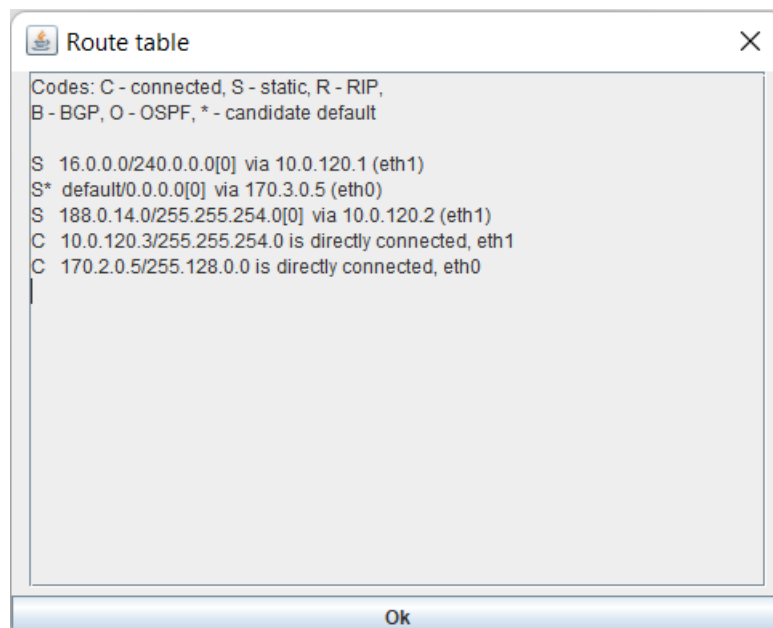 Route table
Codes: C - connected, S - static, R - RIP,
B - BGP, O - OSPF, * - candidate default
S 16.0.0.0/240.0.0.0[0] via 10.0.120.1 (eth1)
S* default/0.0.0.0[0] via 170.3.0.5 (eth0)
S 188.0.14.0/255.255.254.0[0] via 10.0.120.2 (eth1)
C 10.0.120.3/255.255.254.0 is directly connected, eth1
C 170.2.0.5/255.128.0.0 is directly connected, eth0
Ok